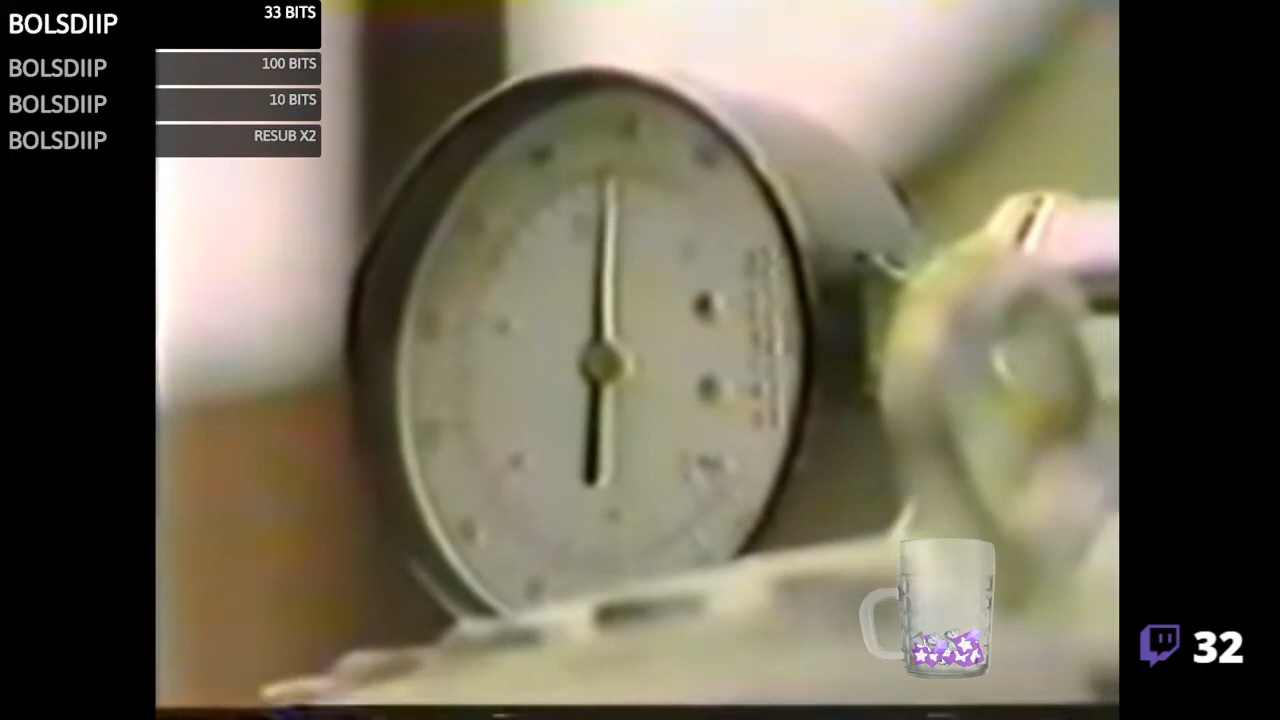 BOLSDIIP 33 BITS
BOLSDIIP 100 BITS
BOLSDIIP 10 BITS
BOLSDIIP RESUB X2
32